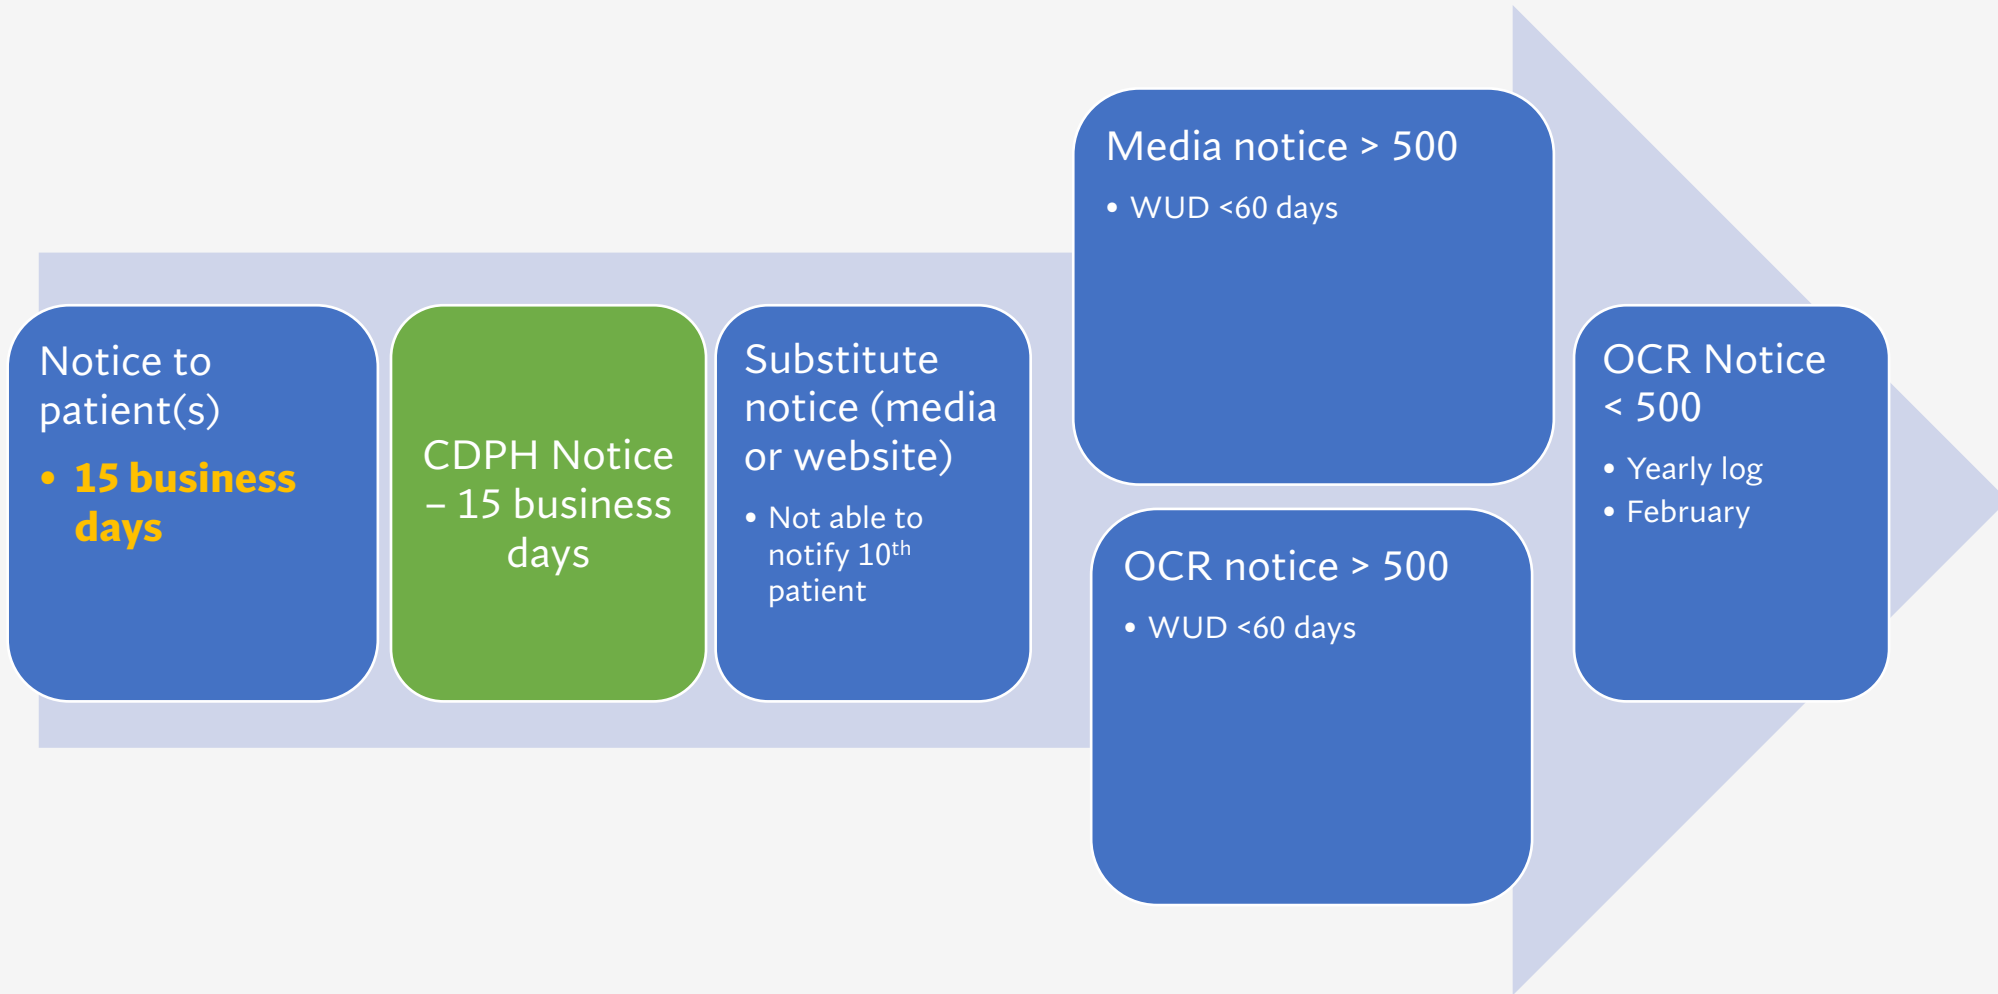 Notice to
patient(s)
• 15 business
days
CDPH Notice
– 15 business
days
Substitute
notice (media
or website)
• Not able to
notify 10th
patient
Media notice > 500
• WUD <60 days
OCR notice > 500
• WUD <60 days
OCR Notice
< 500
• Yearly log
• February